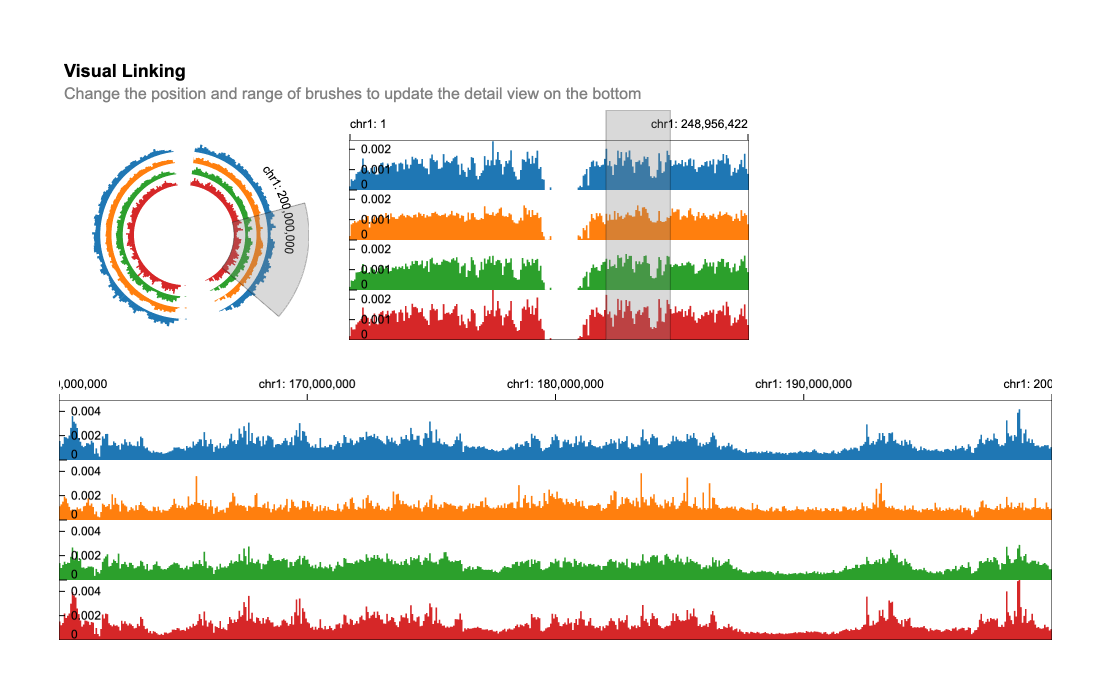 Visual Linking
Change the position and range of brushes to update the detail view on the bottom
chr1: 200,000,000
chr1: 1
chr1: 248,956,422
0.002
0.001
0
0.002
0.001
0
0.002
0.001
0
0.002
0.001
0
0,000,000
chr1: 170,000,000
chr1: 180,000,000
chr1: 190,000,000
chr1: 200
0.004
0.002
0
0.004
0.002
0
0.004
0.002
0
0.004
0.002
0